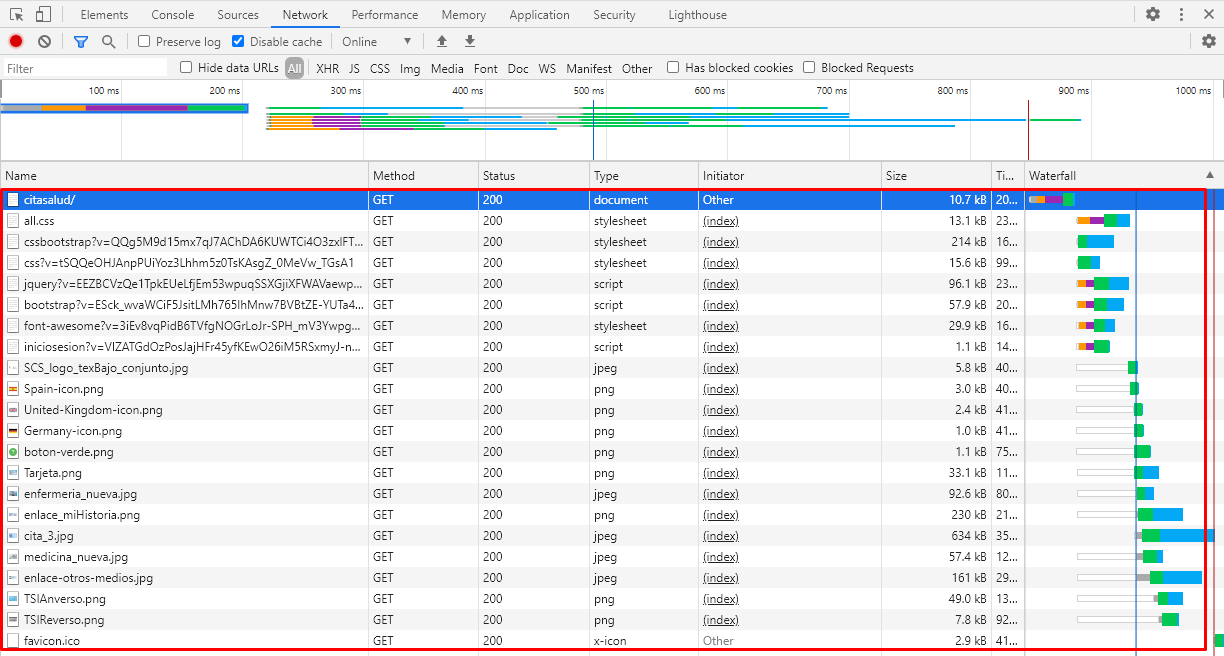 Elements Console Sources Network Performance Memory Application Security Lighthouse
Preserve log Disable cache Online
Filter Hide data URLs All XHR JS CSS Img Media Font Doc WS Manifest Other Has blocked cookies Blocked Requests
100 ms 200 ms 300 ms 400 ms 500 ms 600 ms 700 ms 800 ms 900 ms 1000 ms
Name Method Status Type Initiator Size Ti... Waterfall
citasalud/ GET 200 document Other 10.7 kB 20...
all.css GET 200 stylesheet (index) 13.1 kB 23...
cssbootstrap?v=QQg5M9d15mx7qJ7AChDA6KUWTCi4O3zxlFT... GET 200 stylesheet (index) 214 kB 16...
css?v=tSQQeOHJAnpPUiYoz3Lhhm5z0TsKAsgZ_0MeVw_TGsA1 GET 200 stylesheet (index) 15.6 kB 99...
jquery?v=EEZBCVzQe1TpkEUeLfjEm53wpuqSSXGjiXFWAVaewp... GET 200 script (index) 96.1 kB 23...
bootstrap?v=ESck_wvaWCiF5JsitLMh765IhMnw7BVBtZE-YUTa4... GET 200 script (index) 57.9 kB 20...
font-awesome?v=3iEv8vqPidB6TVfgNOGrLoJr-SPH_mV3Ywpg... GET 200 stylesheet (index) 29.9 kB 16...
iniciosesion?v=VIZATGdOzPosJajHFr45yfKEwO26iM5RSxmyJ-n... GET 200 script (index) 1.1 kB 14...
SCS_logo_texBajo_conjunto.jpg GET 200 jpeg (index) 5.8 kB 40...
Spain-icon.png GET 200 png (index) 3.0 kB 40...
United-Kingdom-icon.png GET 200 png (index) 2.4 kB 41...
Germany-icon.png GET 200 png (index) 1.0 kB 41...
boton-verde.png GET 200 png (index) 1.1 kB 75...
Tarjeta.png GET 200 png (index) 33.1 kB 11...
enfermeria_nueva.jpg GET 200 jpeg (index) 92.6 kB 80...
enlace_miHistoria.png GET 200 png (index) 230 kB 21...
cita_3.jpg GET 200 jpeg (index) 634 kB 35...
medicina_nueva.jpg GET 200 jpeg (index) 57.4 kB 12...
enlace-otros-medios.jpg GET 200 jpeg (index) 161 kB 29...
TSIAnverso.png GET 200 png (index) 49.0 kB 13...
TSIReverso.png GET 200 png (index) 7.8 kB 92...
favicon.ico GET 200 x-icon Other 2.9 kB 41...